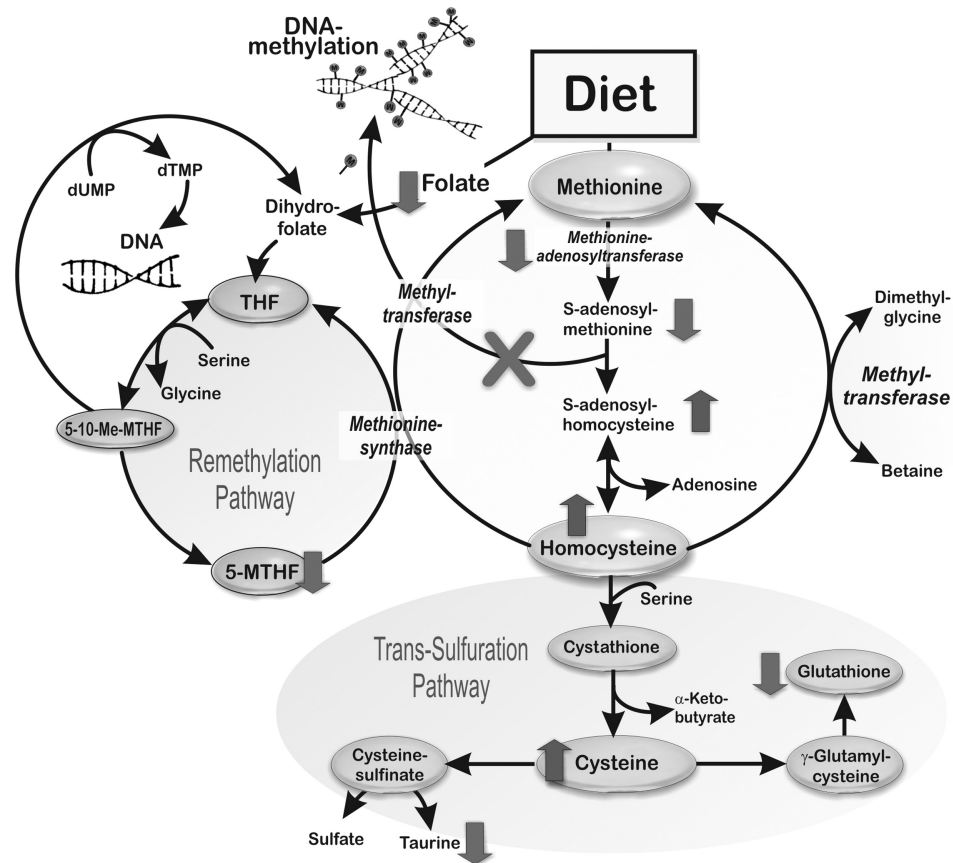 DNA-
methylation
Diet
dUMP
dTMP
DNA
Dihydro-
folate
Folate
Methionine
Methionine-
adenosyltransferase
THF
Methyl-
transferase
S-adenosyl-
methionine
Dimethyl-
glycine
Serine
Glycine
Methyl-
transferase
5-10-Me-MTHF
Methionine-
synthase
S-adenosyl-
homocysteine
Remethylation
Pathway
Betaine
Adenosine
5-MTHF
Homocysteine
Serine
Trans-Sulfuration
Pathway
Cystathione
Glutathione
α-Keto-
butyrate
Cysteine-
sulfinate
Cysteine
γ-Glutamyl-
cysteine
Sulfate
Taurine
M
M
M
M
M
M
M
M
M
M
M
M